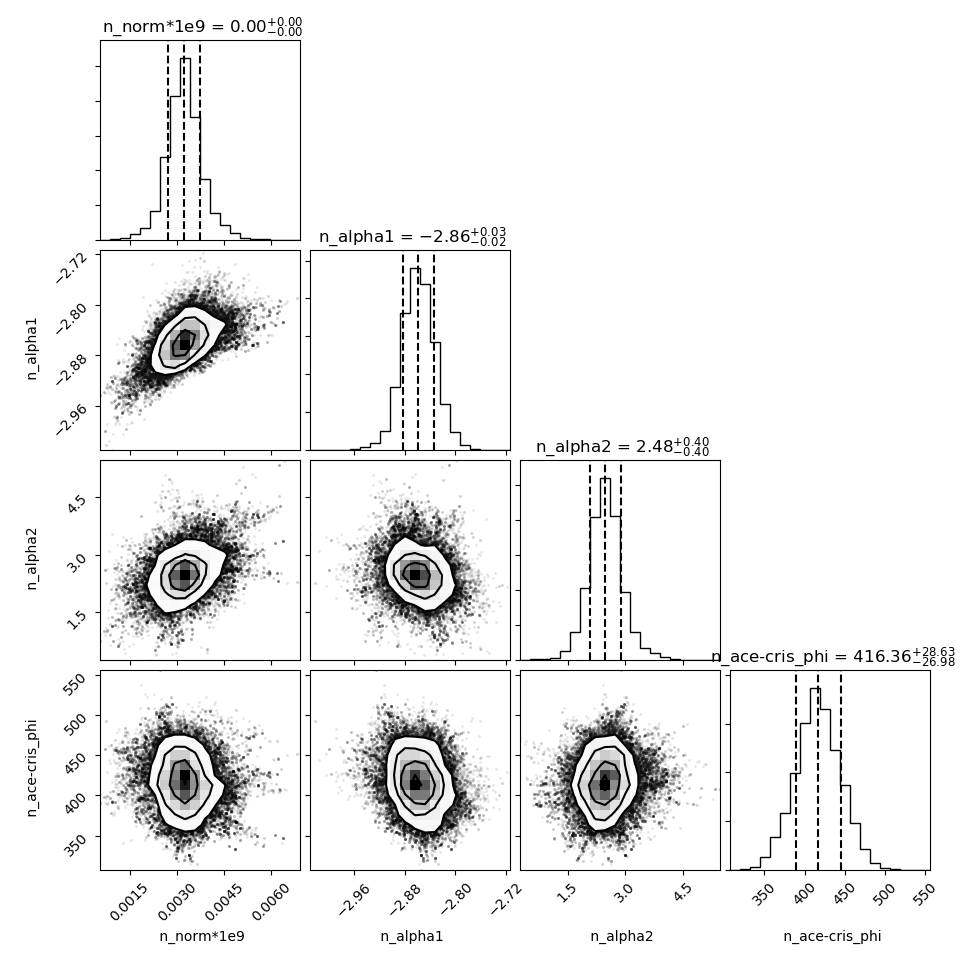 n_norm*1e9 = 0.00+0.00−0.00
n_alpha1 = −2.86+0.03−0.02
n_alpha2 = 2.48+0.40−0.40
n_ace-cris_phi = 416.36+28.63−26.98
−2.72
−2.80
−2.88
−2.96
n_alpha1
4.5
3.0
1.5
n_alpha2
550
500
450
400
350
n_ace-cris_phi
0.0015 0.0030 0.0045 0.0060
−2.96 −2.88 −2.80 −2.72
1.5 3.0 4.5
350 400 450 500 550
n_norm*1e9
n_alpha1
n_alpha2
n_ace-cris_phi